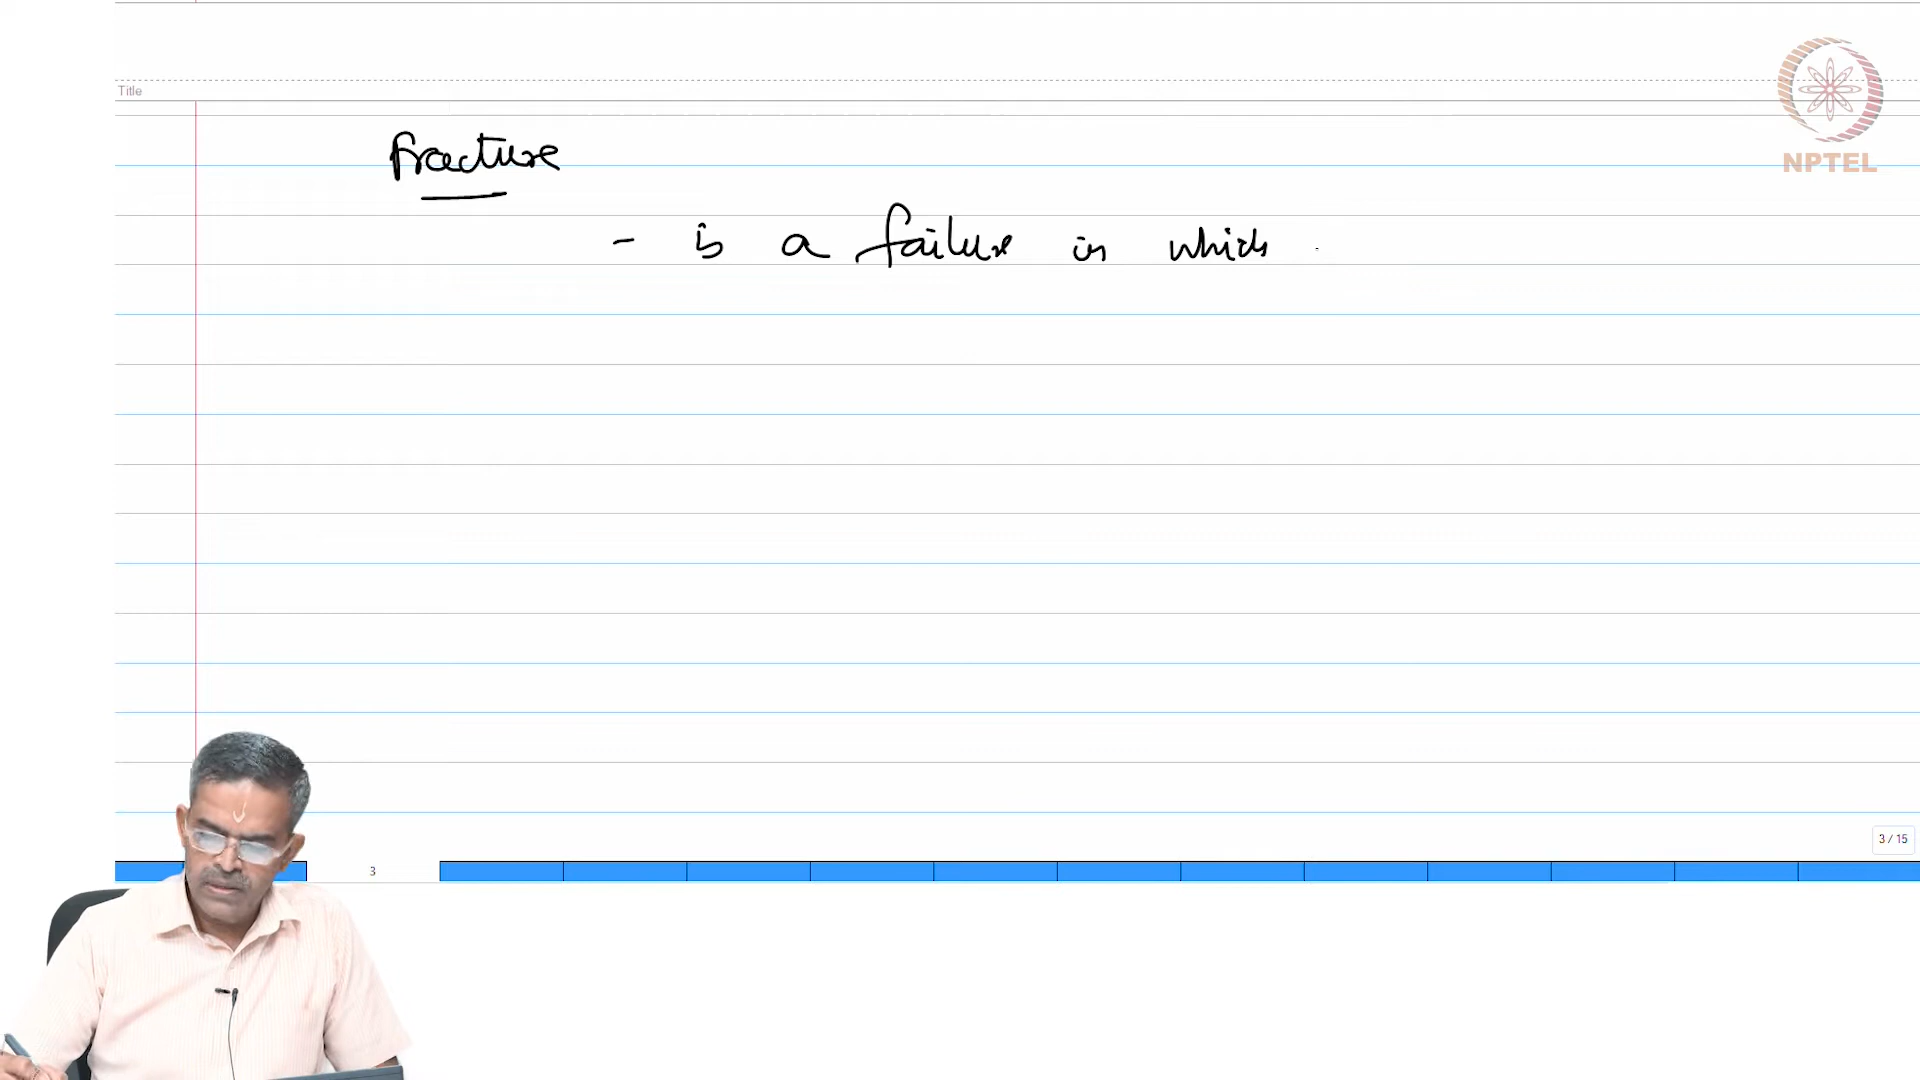 Title
NPTEL
Fracture
- is a failure in which
3 / 15
3